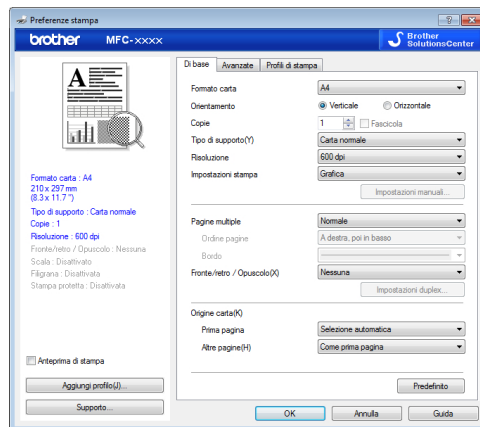 Preferenze stampa
brother MFC-xxxx
Brother
SolutionsCenter
Di base Avanzate Profili di stampa
A
Formato carta A4
Orientamento Verticale Orizzontale
Copie 1 Fascicola
Tipo di supporto(Y) Carta normale
Risoluzione 600 dpi
Impostazioni stampa Grafica
Impostazioni manuali...
Pagine multiple Normale
Ordine pagine A destra, poi in basso
Bordo
Fronte/retro / Opuscolo(X) Nessuna
Impostazioni duplex...
Origine carta(K)
Prima pagina Selezione automatica
Altre pagine(H) Come prima pagina
Predefinito
Formato carta : A4
210 x 297 mm
(8.3 x 11.7 ")
Tipo di supporto : Carta normale
Copie : 1
Risoluzione : 600 dpi
Fronte/retro / Opuscolo : Nessuna
Scala : Disattivato
Filigrana : Disattivata
Stampa protetta : Disattivata
Anteprima di stampa
Aggiungi profilo(J)...
Supporto...
OK Annulla Guida